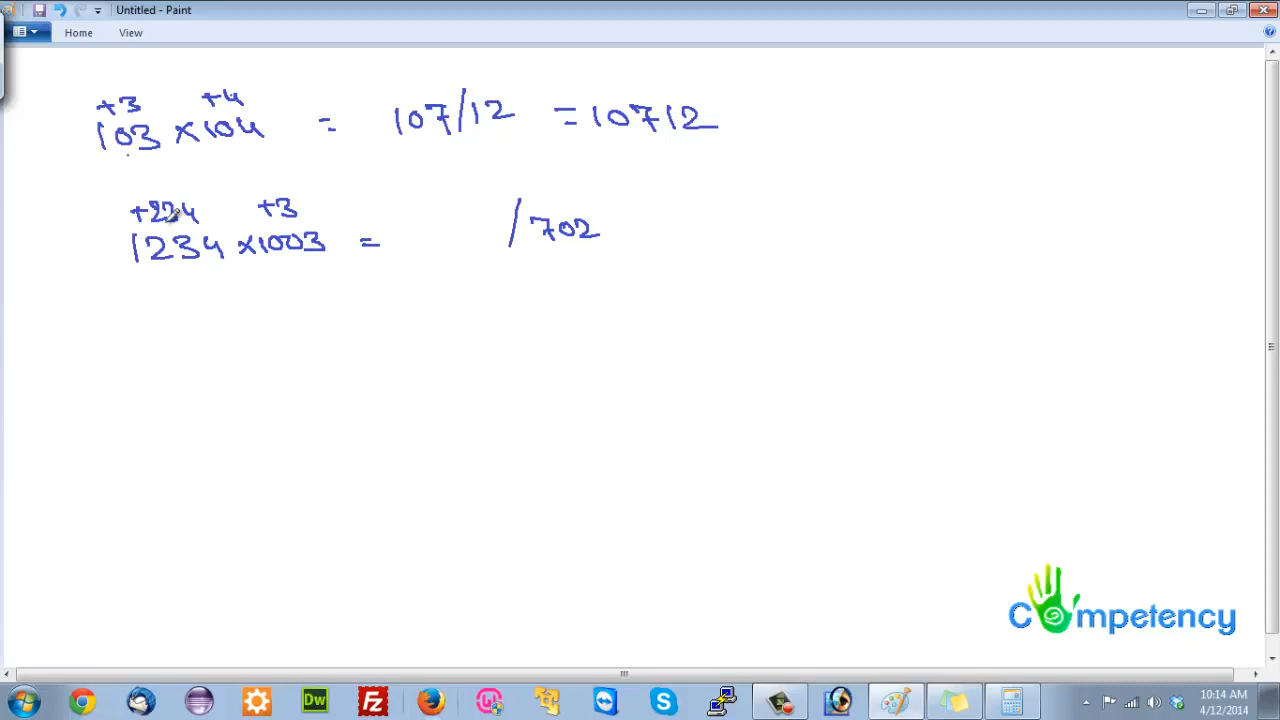 Untitled - Paint
Home View
+3 +4
103 × 104 = 107/12 = 10712
+234 +3
1234 × 1003 = /702
Competency
Dw
10:14 AM
4/12/2014